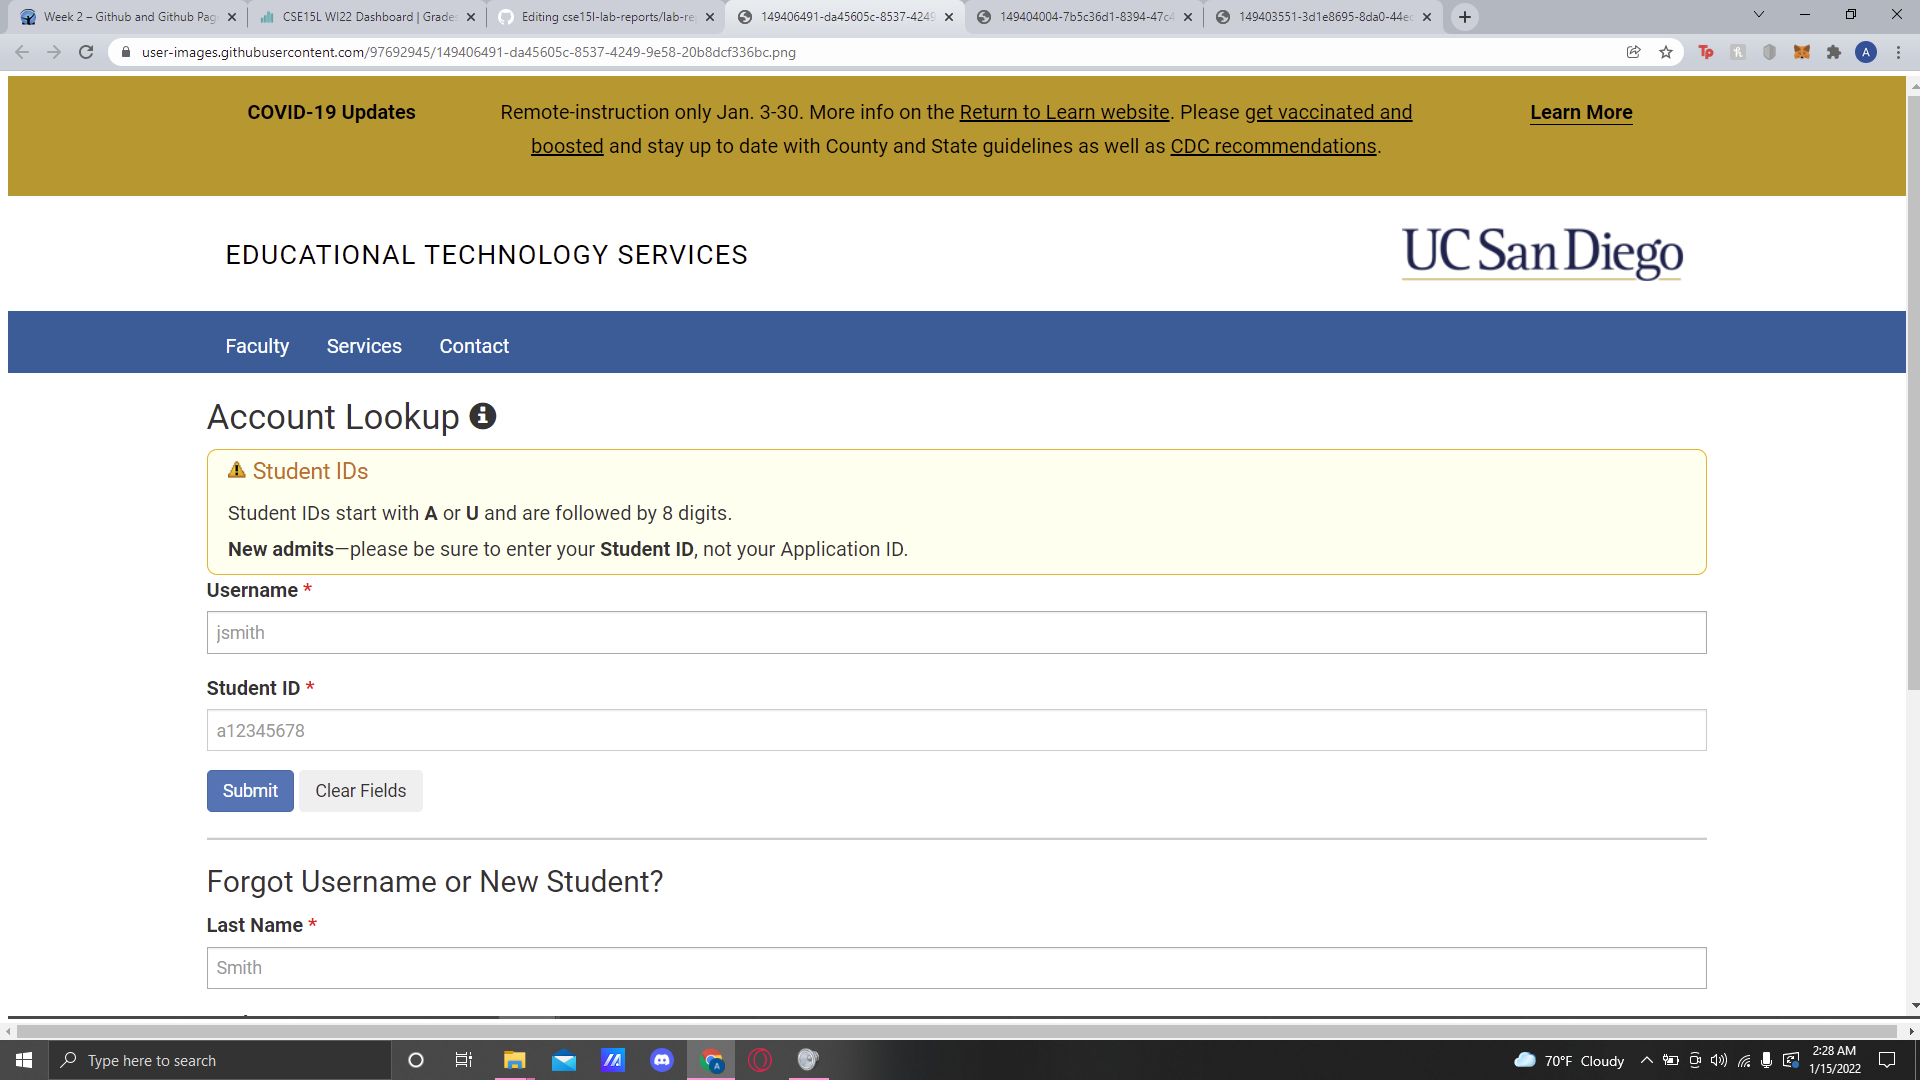 Week 2 – Github and Github Pag
CSE15L WI22 Dashboard | Grades
Editing cse15l-lab-reports/lab-re
149406491-da45605c-8537-4249
149404004-7b5c36d1-8394-47c4
149403551-3d1e8695-8da0-44ec
user-images.githubusercontent.com/97692945/149406491-da45605c-8537-4249-9e58-20b8dcf336bc.png
A
COVID-19 Updates
Remote-instruction only Jan. 3-30. More info on the Return to Learn website. Please get vaccinated and
boosted and stay up to date with County and State guidelines as well as CDC recommendations.
Learn More
EDUCATIONAL TECHNOLOGY SERVICES
UC San Diego
Faculty Services Contact
Account Lookup
Student IDs
Student IDs start with A or U and are followed by 8 digits.
New admits—please be sure to enter your Student ID, not your Application ID.
Username *
jsmith
Student ID *
a12345678
Submit Clear Fields
Forgot Username or New Student?
Last Name *
Smith
Type here to search
70°F Cloudy
2:28 AM
1/15/2022